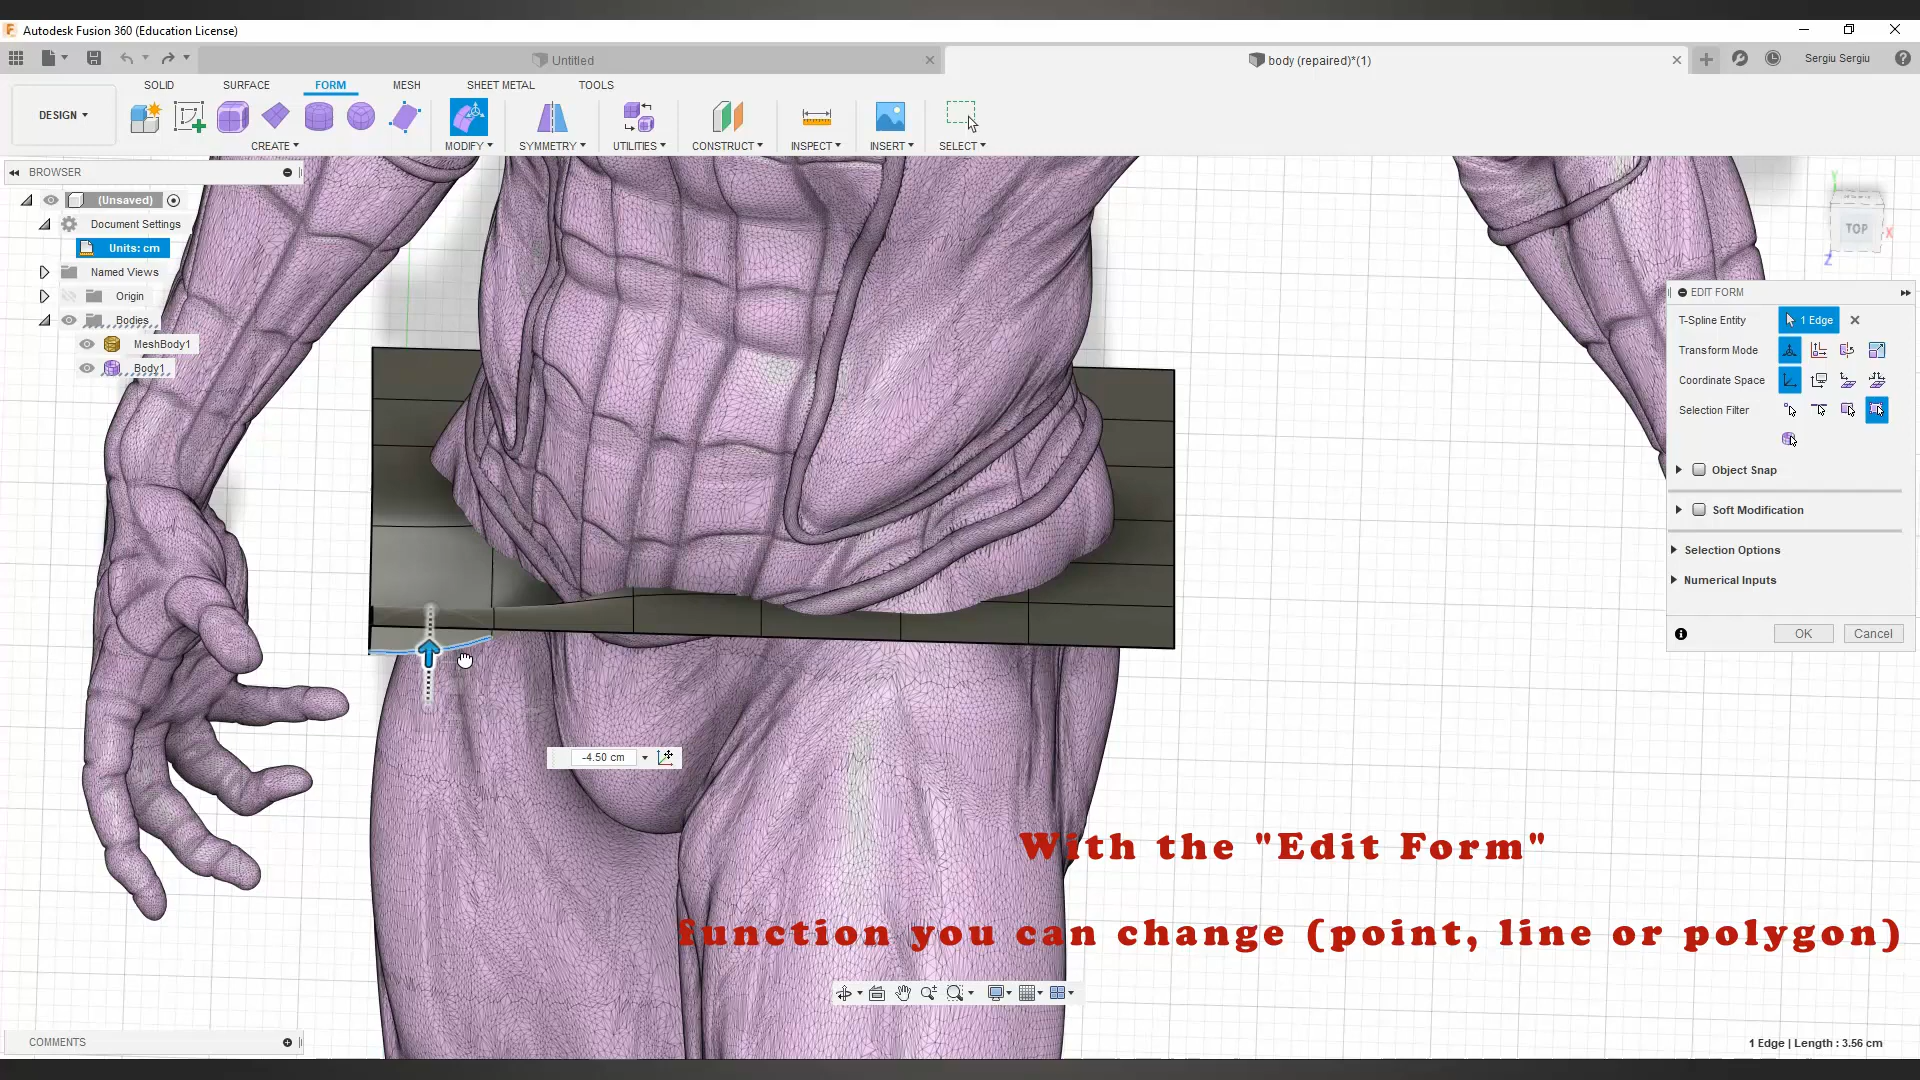 Autodesk Fusion 360 (Education License)
Untitled
body (repaired)*(1)
Sergiu Sergiu
SOLID
SURFACE
FORM
MESH
SHEET METAL
TOOLS
DESIGN
CREATE
MODIFY
SYMMETRY
UTILITIES
CONSTRUCT
INSPECT
INSERT
SELECT
BROWSER
(Unsaved)
Document Settings
Units: cm
Named Views
Origin
Bodies
MeshBody1
Body1
Y
TOP
X
Z
EDIT FORM
T-Spline Entity
1 Edge
Transform Mode
Coordinate Space
Selection Filter
Object Snap
Soft Modification
Selection Options
Numerical Inputs
OK
Cancel
-4.50 cm
With the "Edit Form"
function you can change (point, line or polygon)
COMMENTS
1 Edge | Length : 3.56 cm